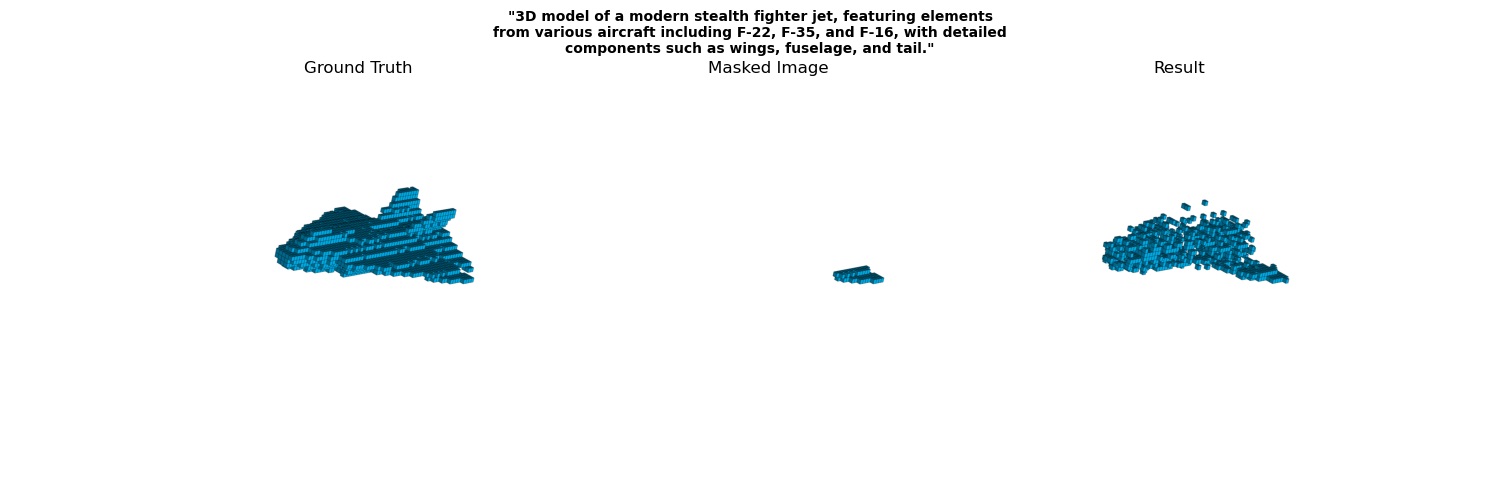 "3D model of a modern stealth fighter jet, featuring elements
from various aircraft including F-22, F-35, and F-16, with detailed
components such as wings, fuselage, and tail."
Ground Truth
Masked Image
Result